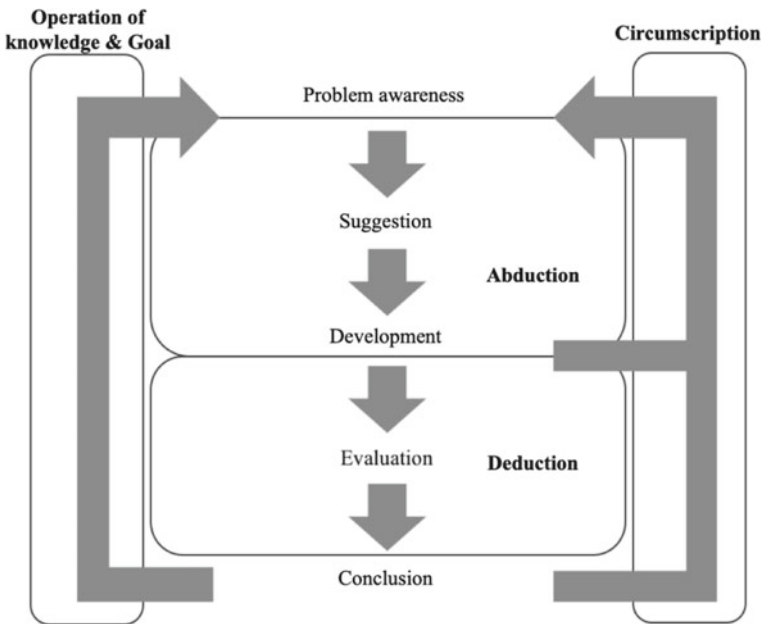 Operation of
knowledge & Goal
Circumscription
Problem awareness
Suggestion
Abduction
Development
Evaluation
Deduction
Conclusion